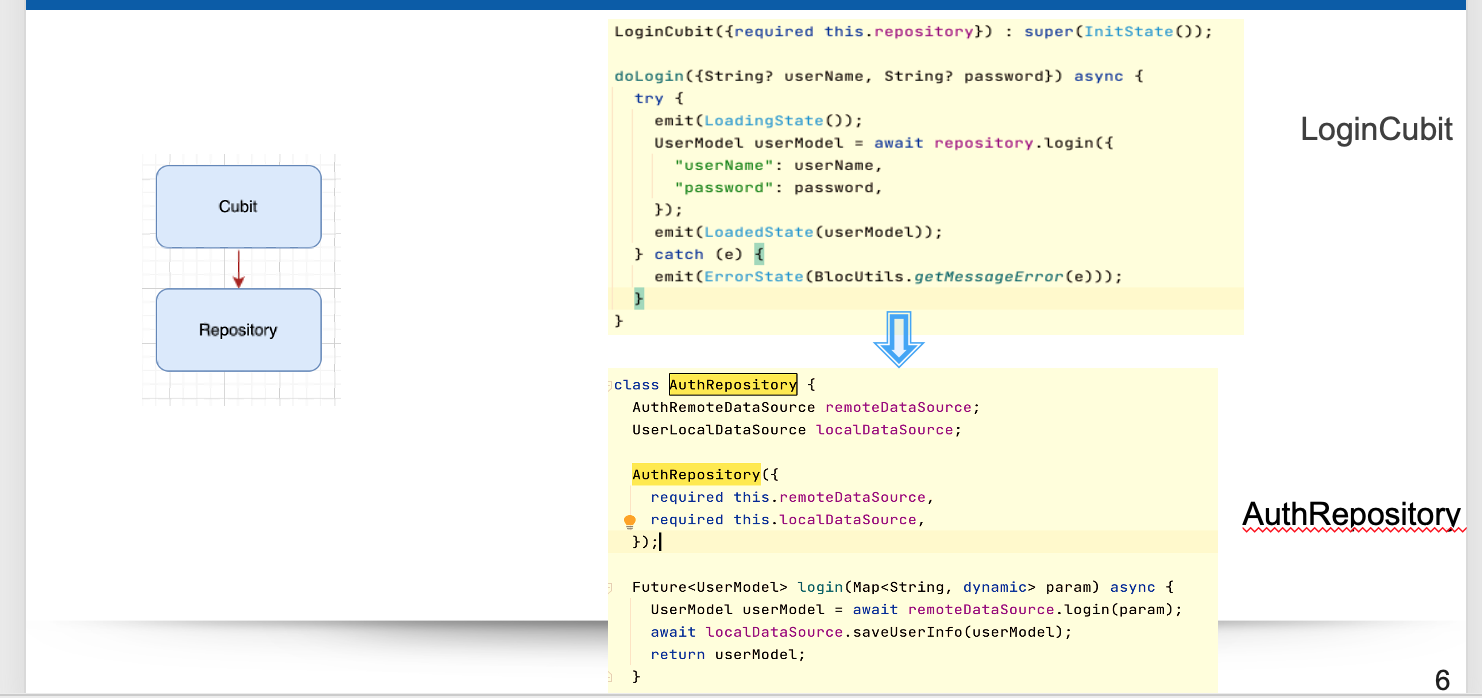 Cubit
Repository
LoginCubit({required this.repository}) : super(InitState());
doLogin({String? userName, String? password}) async {
try {
emit(LoadingState());
UserModel userModel = await repository.login({
"userName": userName,
"password": password,
});
emit(LoadedState(userModel));
} catch (e) {
emit(ErrorState(BlocUtils.getMessageError(e)));
}
}
LoginCubit
class AuthRepository {
AuthRemoteDataSource remoteDataSource;
UserLocalDataSource localDataSource;
AuthRepository({
required this.remoteDataSource,
required this.localDataSource,
});
Future<UserModel> login(Map<String, dynamic> param) async {
UserModel userModel = await remoteDataSource.login(param);
await localDataSource.saveUserInfo(userModel);
return userModel;
}
AuthRepository
6